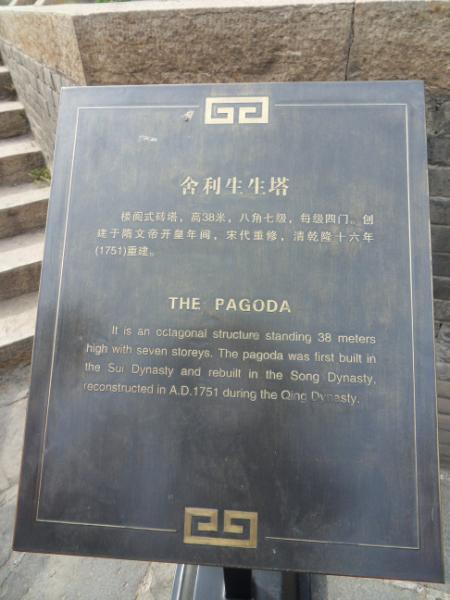 舍利生生塔
楼阁式砖塔，高38米，八角七级，每级四门。创
建于隋文帝开皇年间，宋代重修，清乾隆十六年
(1751)重建。
THE PAGODA
It is an octagonal structure standing 38 meters
high with seven storeys. The pagoda was first built in
the Sui Dynasty and rebuilt in the Song Dynasty,
reconstructed in A.D.1751 during the Qing Dynasty.